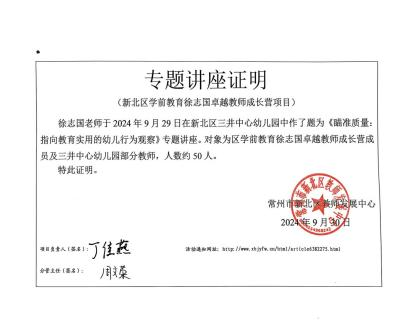 专题讲座证明
（新北区学前教育徐志国卓越教师成长营项目）
徐志国老师于 2024 年 9 月 29 日在新北区三井中心幼儿园中作了题为《瞄准质量：
指向教育实用的幼儿行为观察》专题讲座。对象为区学前教育徐志国卓越教师成长营成
员及三井中心幼儿园部分教师，人数约 50 人。
特此证明。
常州市新北区教师发展中心
2024 年 9 月 30 日
项目负责人（签名）： 丁佳燕
活动通知网址：http://www.xbjyfw.cn/html/article6382275.html
分管主任（签名）：